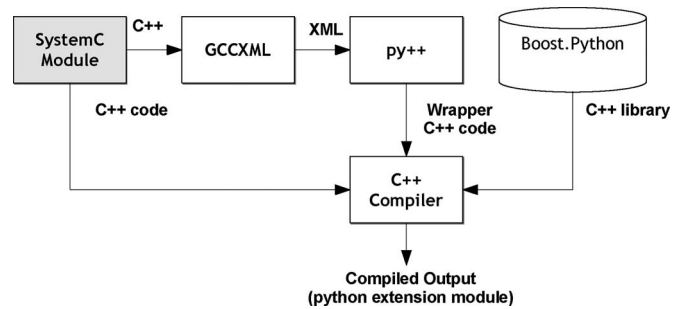 C++
XML
SystemC
Module
GCCXML
py++
Boost.Python
C++ code
Wrapper
C++ code
C++ library
C++
Compiler
Compiled Output
(python extension module)